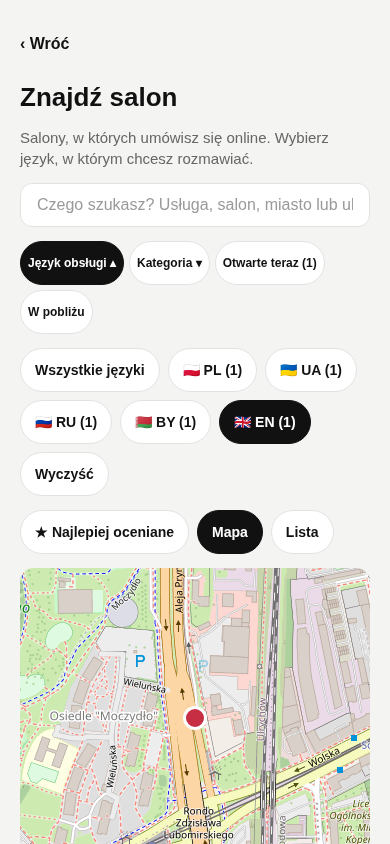 ‹ Wróć
Znajdź salon
Salony, w których umówisz się online. Wybierz
język, w którym chcesz rozmawiać.
Czego szukasz? Usługa, salon, miasto lub ul
Język obsługi ▴ Kategoria ▾ Otwarte teraz (1)
W pobliżu
Wszystkie języki 🇵🇱 PL (1) 🇺🇦 UA (1)
🇷🇺 RU (1) 🇧🇾 BY (1) 🇬🇧 EN (1)
Wyczyść
★ Najlepiej oceniane Mapa Lista
Moczydło
Aleja Prym
P
P
Wieluńska
Osiedle "Moczydło"
Wieluńska
Ulrychów
Wolska
Rondo
Zdzisława
Lubomirskiego
Lice
Ogólnoks
im. Mi
Koper